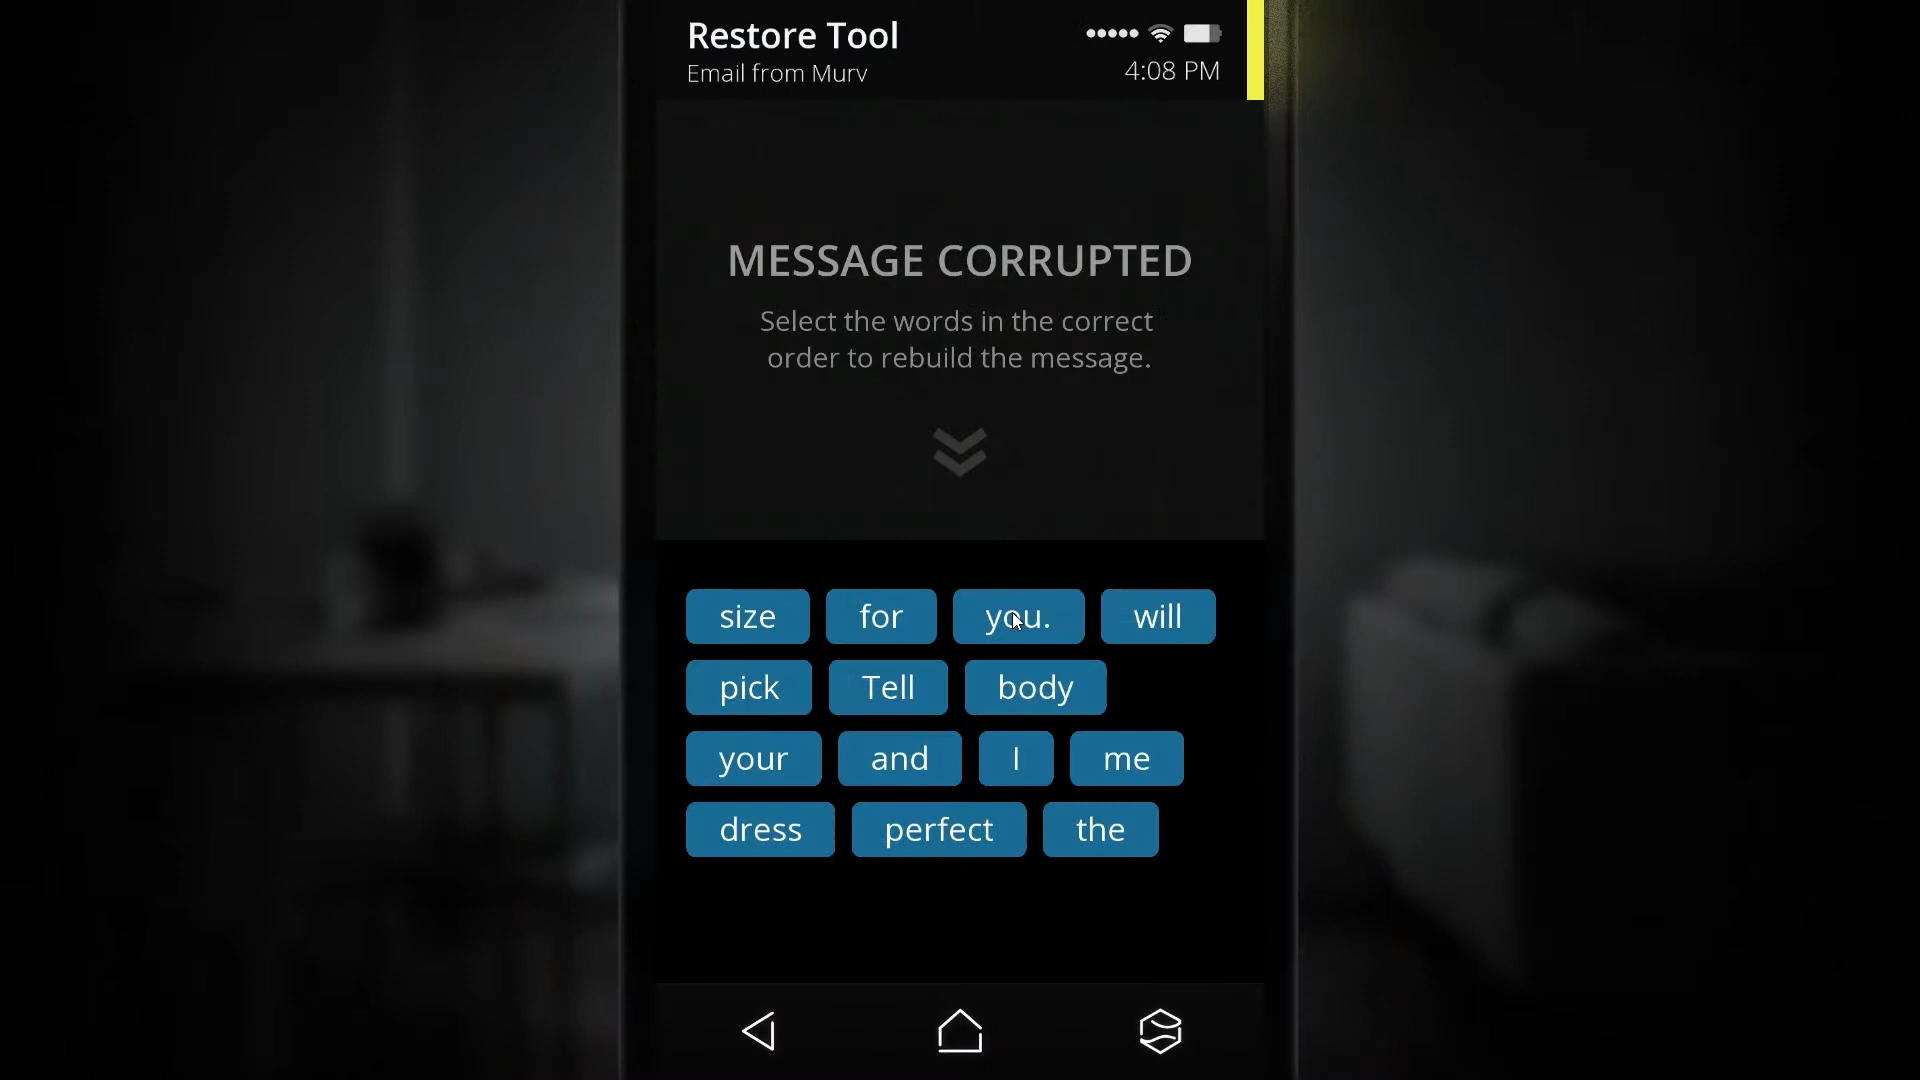 Restore Tool
Email from Murv
4:08 PM
MESSAGE CORRUPTED
Select the words in the correct
order to rebuild the message.
size for you. will
pick Tell body
your and I me
dress perfect the